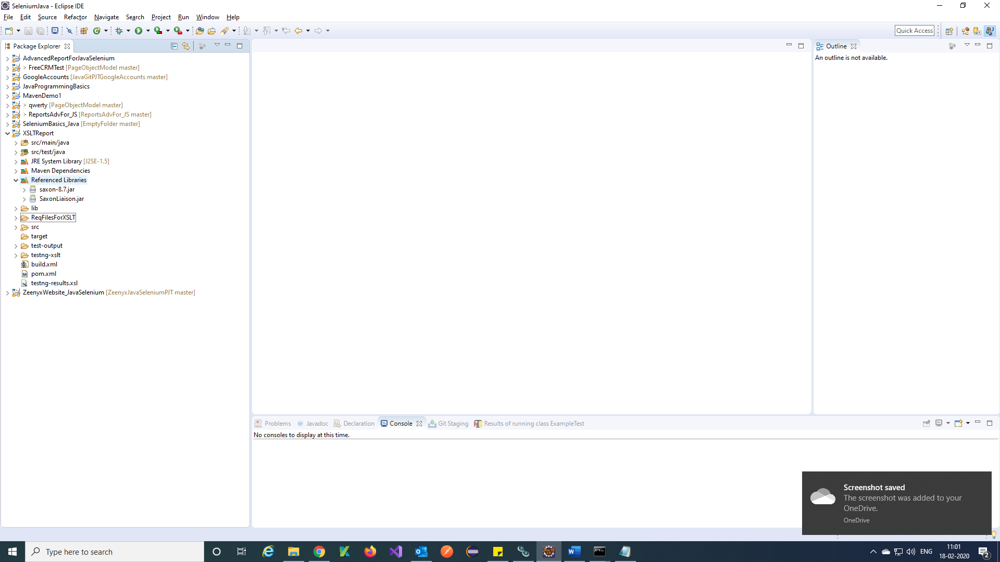 SeleniumJava - Eclipse IDE
File Edit Source Refactor Navigate Search Project Run Window Help
Quick Access
Package Explorer
AdvancedReportForJavaSelenium
> FreeCRMTest [PageObjectModel master]
GoogleAccounts [JavaGitPJTGoogleAccounts master]
JavaProgrammingBasics
MavenDemo1
> qwerty [PageObjectModel master]
> ReportsAdvFor_JS [ReportsAdvFor_JS master]
SeleniumBasics_Java [EmptyFolder master]
XSLTReport
src/main/java
src/test/java
JRE System Library [J2SE-1.5]
Maven Dependencies
Referenced Libraries
saxon-8.7.jar
SaxonLiaison.jar
lib
ReqFilesForXSLT
src
target
test-output
testng-xslt
build.xml
pom.xml
testng-results.xsl
ZeenyxWebsite_JavaSelenium [ZeenyxJavaSeleniumPJT master]
Outline
An outline is not available.
Problems @ Javadoc Declaration Console Git Staging Results of running class ExampleTest
No consoles to display at this time.
Screenshot saved
The screenshot was added to your
OneDrive.
OneDrive
Type here to search
ENG
11:01
18-02-2020
2